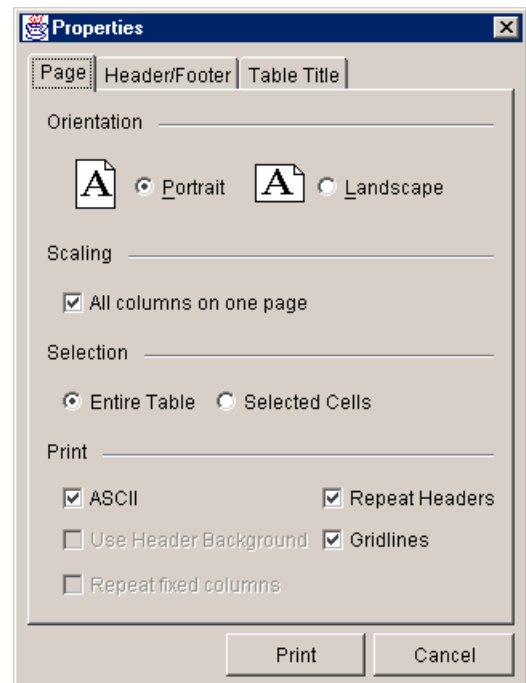 Properties
Page Header/Footer Table Title
Orientation
A Portrait A Landscape
Scaling
All columns on one page
Selection
Entire Table Selected Cells
Print
ASCII Repeat Headers
Use Header Background Gridlines
Repeat fixed columns
Print Cancel